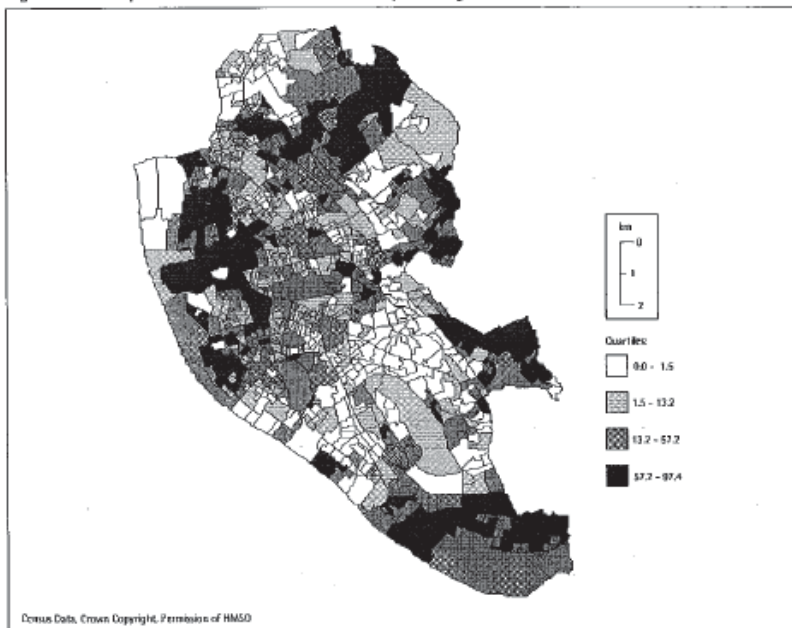 km
0
1
2
Quartiles
0.0 - 1.5
1.5 - 13.2
13.2 - 57.2
57.2 - 97.4
Census Data, Crown Copyright, Permission of HMSO